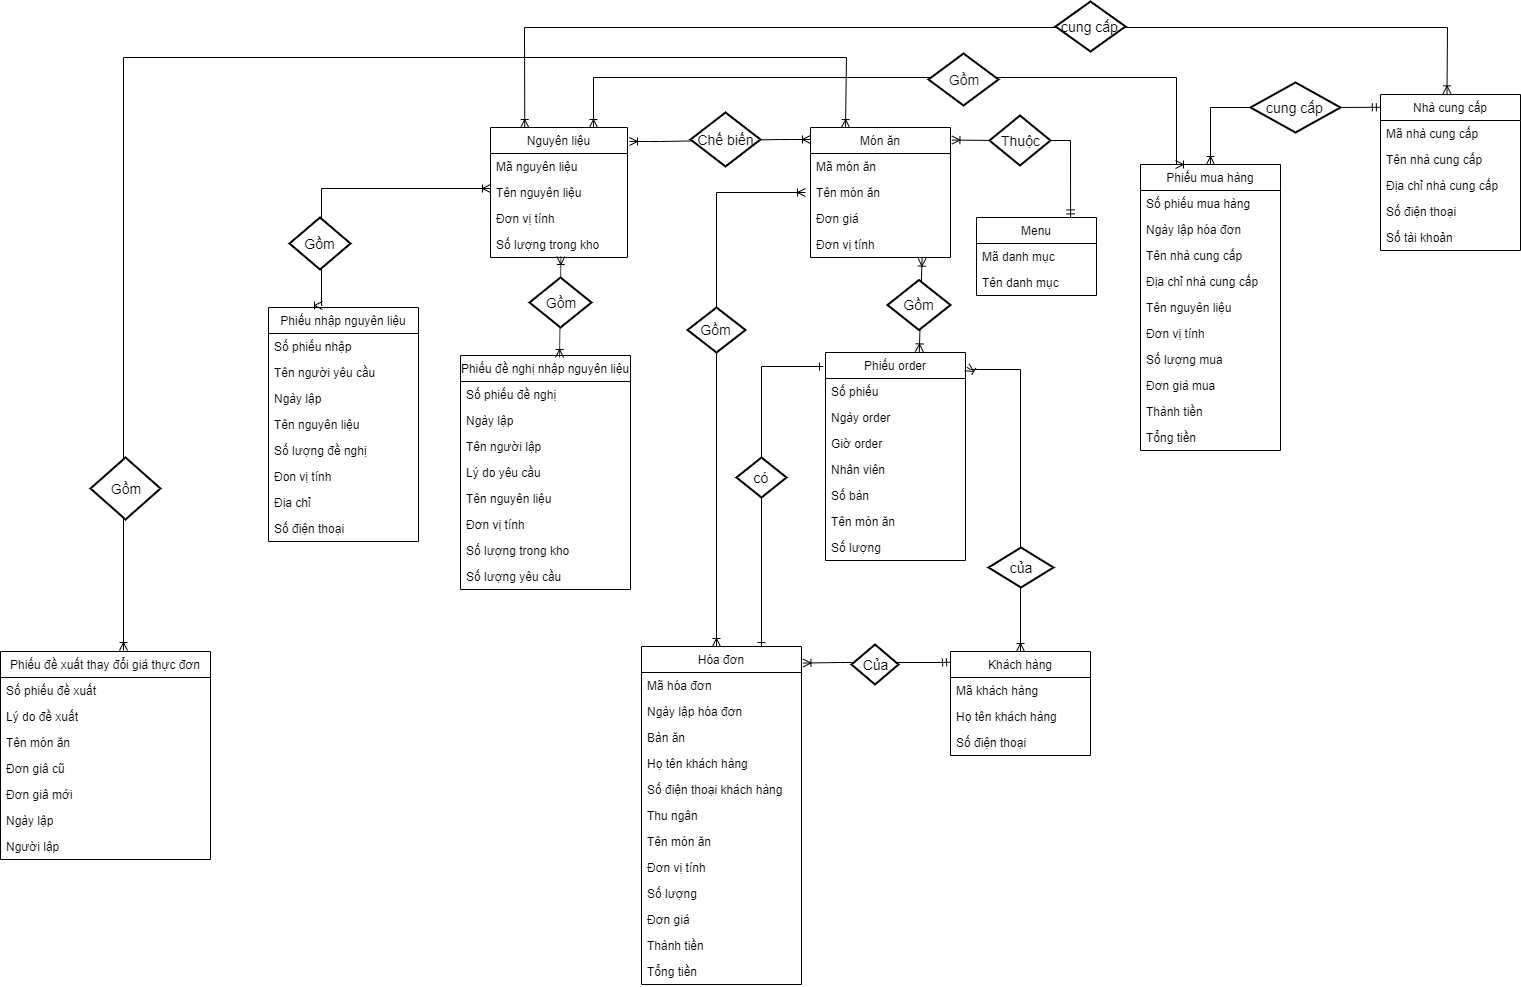 cung cấp
Gồm
cung cấp
Nhà cung cấp
Mã nhà cung cấp
Tên nhà cung cấp
Địa chỉ nhà cung cấp
Số điện thoại
Số tài khoản
Nguyên liệu
Mã nguyên liệu
Tên nguyên liệu
Đơn vị tính
Số lượng trong kho
Chế biến
Món ăn
Mã món ăn
Tên món ăn
Đơn giá
Đơn vị tính
Thuộc
Menu
Mã danh mục
Tên danh mục
Phiếu mua hàng
Số phiếu mua hàng
Ngày lập hóa đơn
Tên nhà cung cấp
Địa chỉ nhà cung cấp
Tên nguyên liệu
Đơn vị tính
Số lượng mua
Đơn giá mua
Thành tiền
Tổng tiền
Gồm
Gồm
Gồm
Gồm
Phiếu nhập nguyên liệu
Số phiếu nhập
Tên người yêu cầu
Ngày lập
Tên nguyên liệu
Số lượng đề nghị
Đon vị tính
Địa chỉ
Số điện thoại
Phiếu đề nghị nhập nguyên liệu
Số phiếu đề nghị
Ngày lập
Tên người lập
Lý do yêu cầu
Tên nguyên liệu
Đơn vị tính
Số lượng trong kho
Số lượng yêu cầu
Phiếu order
Số phiếu
Ngày order
Giờ order
Nhân viên
Số bàn
Tên món ăn
Số lượng
Gồm
có
của
Phiếu đề xuất thay đổi giá thực đơn
Số phiếu đề xuất
Lý do đề xuất
Tên món ăn
Đơn giâ cũ
Đơn giâ mới
Ngày lập
Người lập
Hóa đơn
Mã hóa đơn
Ngày lập hóa đơn
Bàn ăn
Họ tên khách hàng
Số điện thoại khách hàng
Thu ngân
Tên món ăn
Đơn vị tính
Số lượng
Đơn giá
Thành tiền
Tổng tiền
Của
Khách hàng
Mã khách hàng
Họ tên khách hàng
Số điện thoại